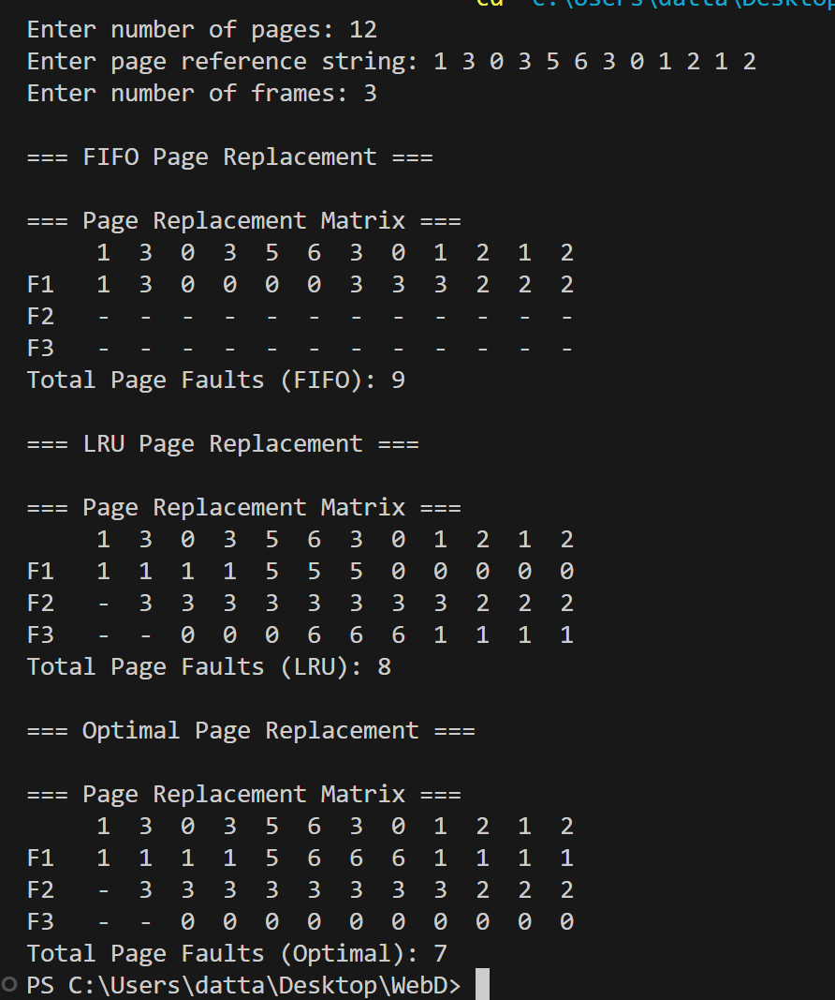 cd 'c:\Users\datta\Desktop
Enter number of pages: 12
Enter page reference string: 1 3 0 3 5 6 3 0 1 2 1 2
Enter number of frames: 3
=== FIFO Page Replacement ===
=== Page Replacement Matrix ===
1 3 0 3 5 6 3 0 1 2 1 2
F1 1 3 0 0 0 0 3 3 3 2 2 2
F2 - - - - - - - - - - - -
F3 - - - - - - - - - - - -
Total Page Faults (FIFO): 9
=== LRU Page Replacement ===
=== Page Replacement Matrix ===
1 3 0 3 5 6 3 0 1 2 1 2
F1 1 1 1 1 5 5 5 0 0 0 0 0
F2 - 3 3 3 3 3 3 3 3 2 2 2
F3 - - 0 0 0 6 6 6 1 1 1 1
Total Page Faults (LRU): 8
=== Optimal Page Replacement ===
=== Page Replacement Matrix ===
1 3 0 3 5 6 3 0 1 2 1 2
F1 1 1 1 1 5 6 6 6 1 1 1 1
F2 - 3 3 3 3 3 3 3 3 2 2 2
F3 - - 0 0 0 0 0 0 0 0 0 0
Total Page Faults (Optimal): 7
PS C:\Users\datta\Desktop\WebD>